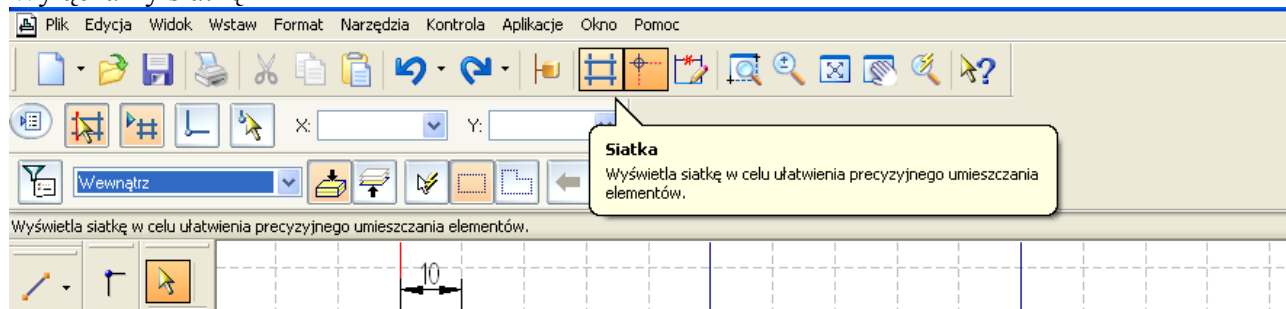 Plik Edycja Widok Wstaw Format Narzędzia Kontrola Aplikacje Okno Pomoc
X: Y:
Siatka
Wyświetla siatkę w celu ułatwienia precyzyjnego umieszczania
elementów.
Wewnątrz
Wyświetla siatkę w celu ułatwienia precyzyjnego umieszczania elementów.
10